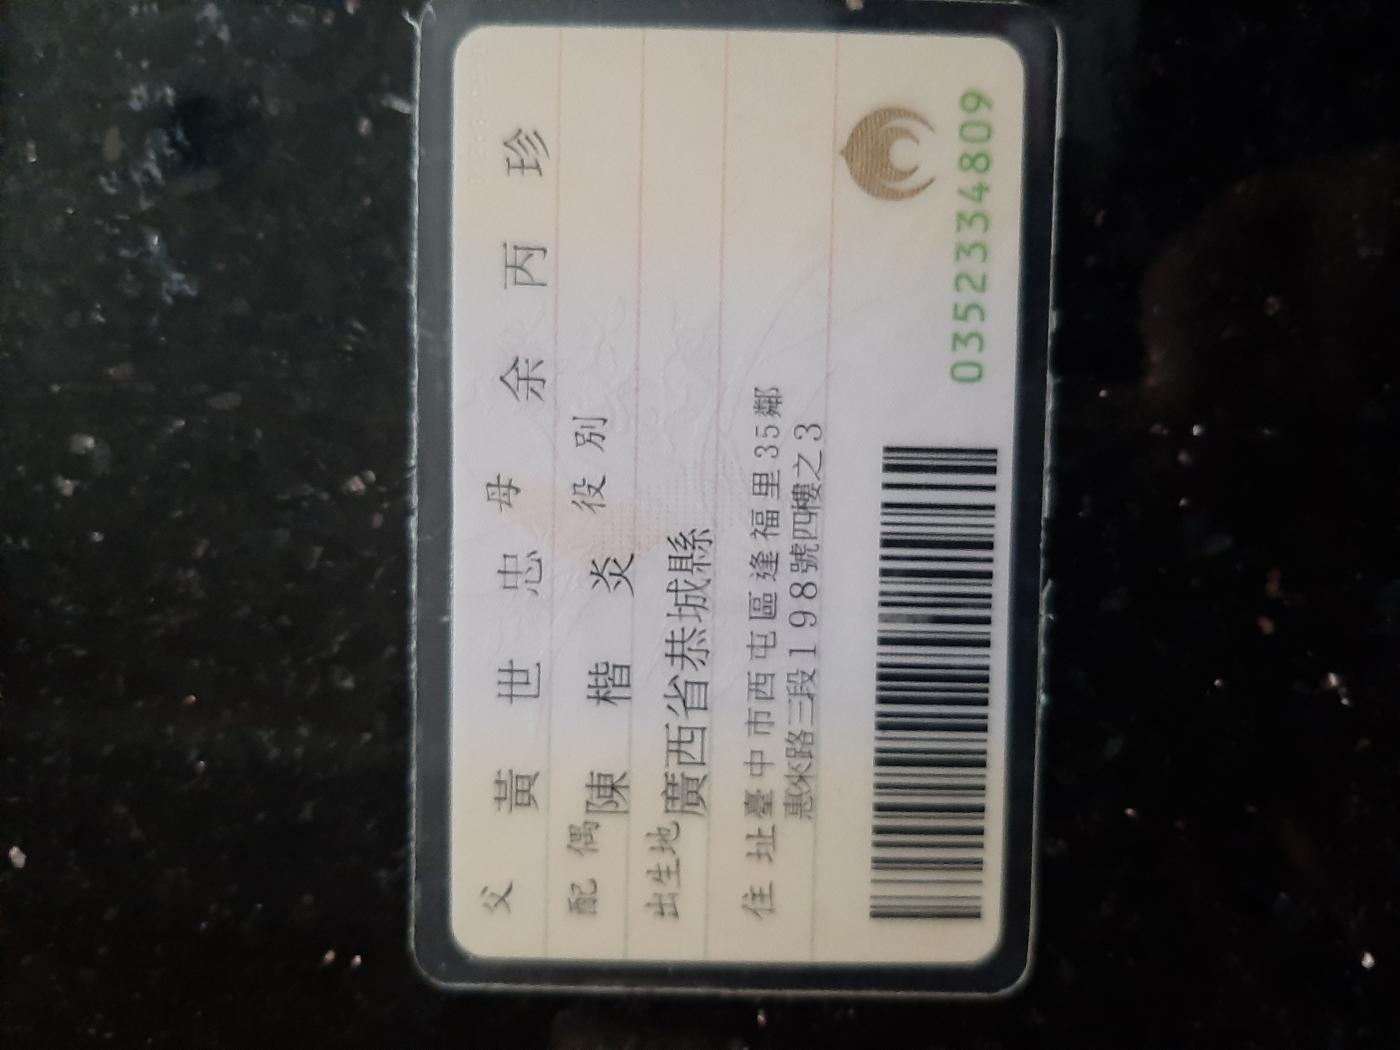 父 黃世忠 母 余丙珍
配偶 陳楷炎 役別
出生地 廣西省恭城縣
住址 臺中市西屯區逢福里35鄰
惠來路三段198號四樓之3
0352334809